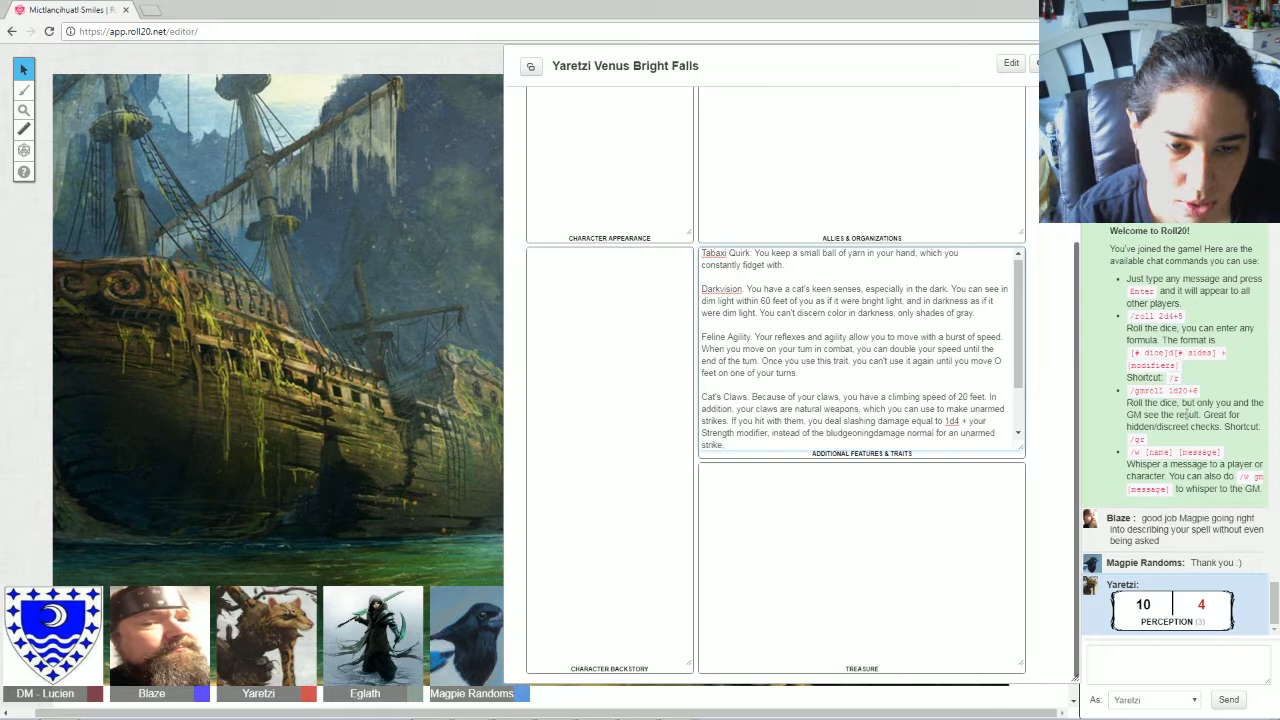 Mictlancihuatl Smiles | Ro
https://app.roll20.net/editor/
Yaretzi Venus Bright Falls
Edit
CHARACTER APPEARANCE
ALLIES & ORGANIZATIONS
Tabaxi Quirk: You keep a small ball of yarn in your hand, which you
constantly fidget with.
Darkvision. You have a cat's keen senses, especially in the dark. You can see in
dim light within 60 feet of you as if it were bright light, and in darkness as if it
were dim light. You can't discern color in darkness, only shades of gray.
Feline Agility. Your reflexes and agility allow you to move with a burst of speed.
When you move on your turn in combat, you can double your speed until the
end of the turn. Once you use this trait, you can't use it again until you move O
feet on one of your turns.
Cat's Claws. Because of your claws, you have a climbing speed of 20 feet. In
addition, your claws are natural weapons, which you can use to make unarmed
strikes. If you hit with them, you deal slashing damage equal to 1d4 + your
Strength modifier, instead of the bludgeoningdamage normal for an unarmed
strike.
ADDITIONAL FEATURES & TRAITS
CHARACTER BACKSTORY
TREASURE
Welcome to Roll20!
You've joined the game! Here are the
available chat commands you can use:
Just type any message and press
Enter and it will appear to all
other players.
/roll 2d4+5
Roll the dice, you can enter any
formula. The format is
[# dice]d[# sides] +
[modifiers]
Shortcut: /r
/gmroll 1d20+6
Roll the dice, but only you and the
GM see the result. Great for
hidden/discreet checks. Shortcut:
/gr
/w [name] [message]
Whisper a message to a player or
character. You can also do /w gm
[message] to whisper to the GM.
Blaze : good job Magpie going right
into describing your spell without even
being asked
Magpie Randoms: Thank you :)
Yaretzi:
10 4
PERCEPTION (3)
As: Yaretzi Send
DM - Lucien
Blaze
Yaretzi
Eglath
Magpie Randoms